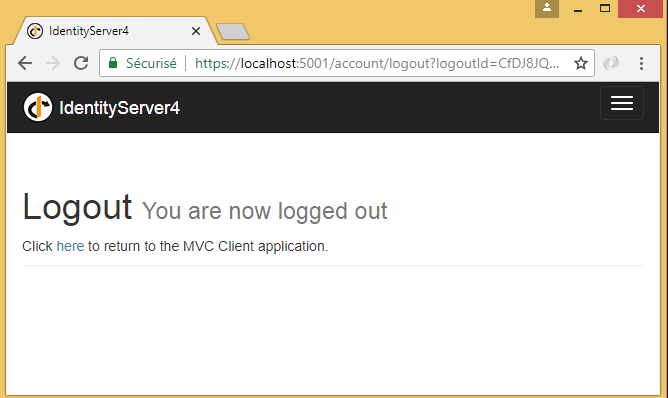 IdentityServer4
Sécurisé https://localhost:5001/account/logout?logoutId=CfDJ8JQ...
IdentityServer4
Logout You are now logged out
Click here to return to the MVC Client application.